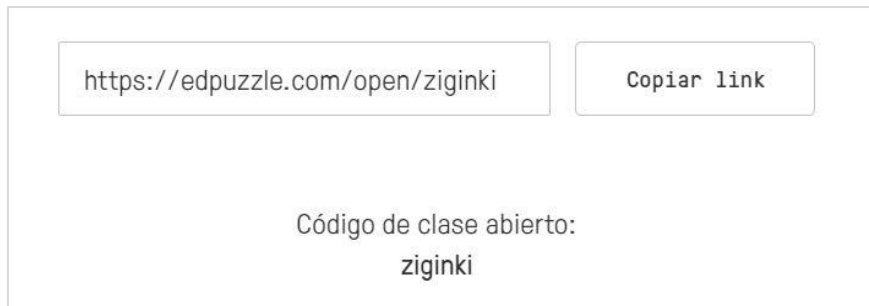 https://edpuzzle.com/open/ziginki
Copiar link
Código de clase abierto:
ziginki